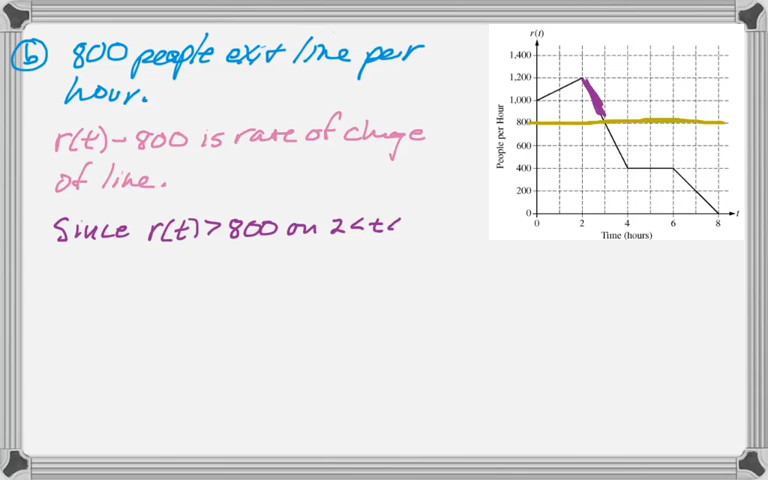 (b) 800 people exit line per
hour.
r(t) - 800 is rate of change
of line.
Since r(t) > 800 on 2 < t <
r(t)
1,400
1,200
1,000
800
600
400
200
0
People per Hour
0 2 4 6 8 t
Time (hours)